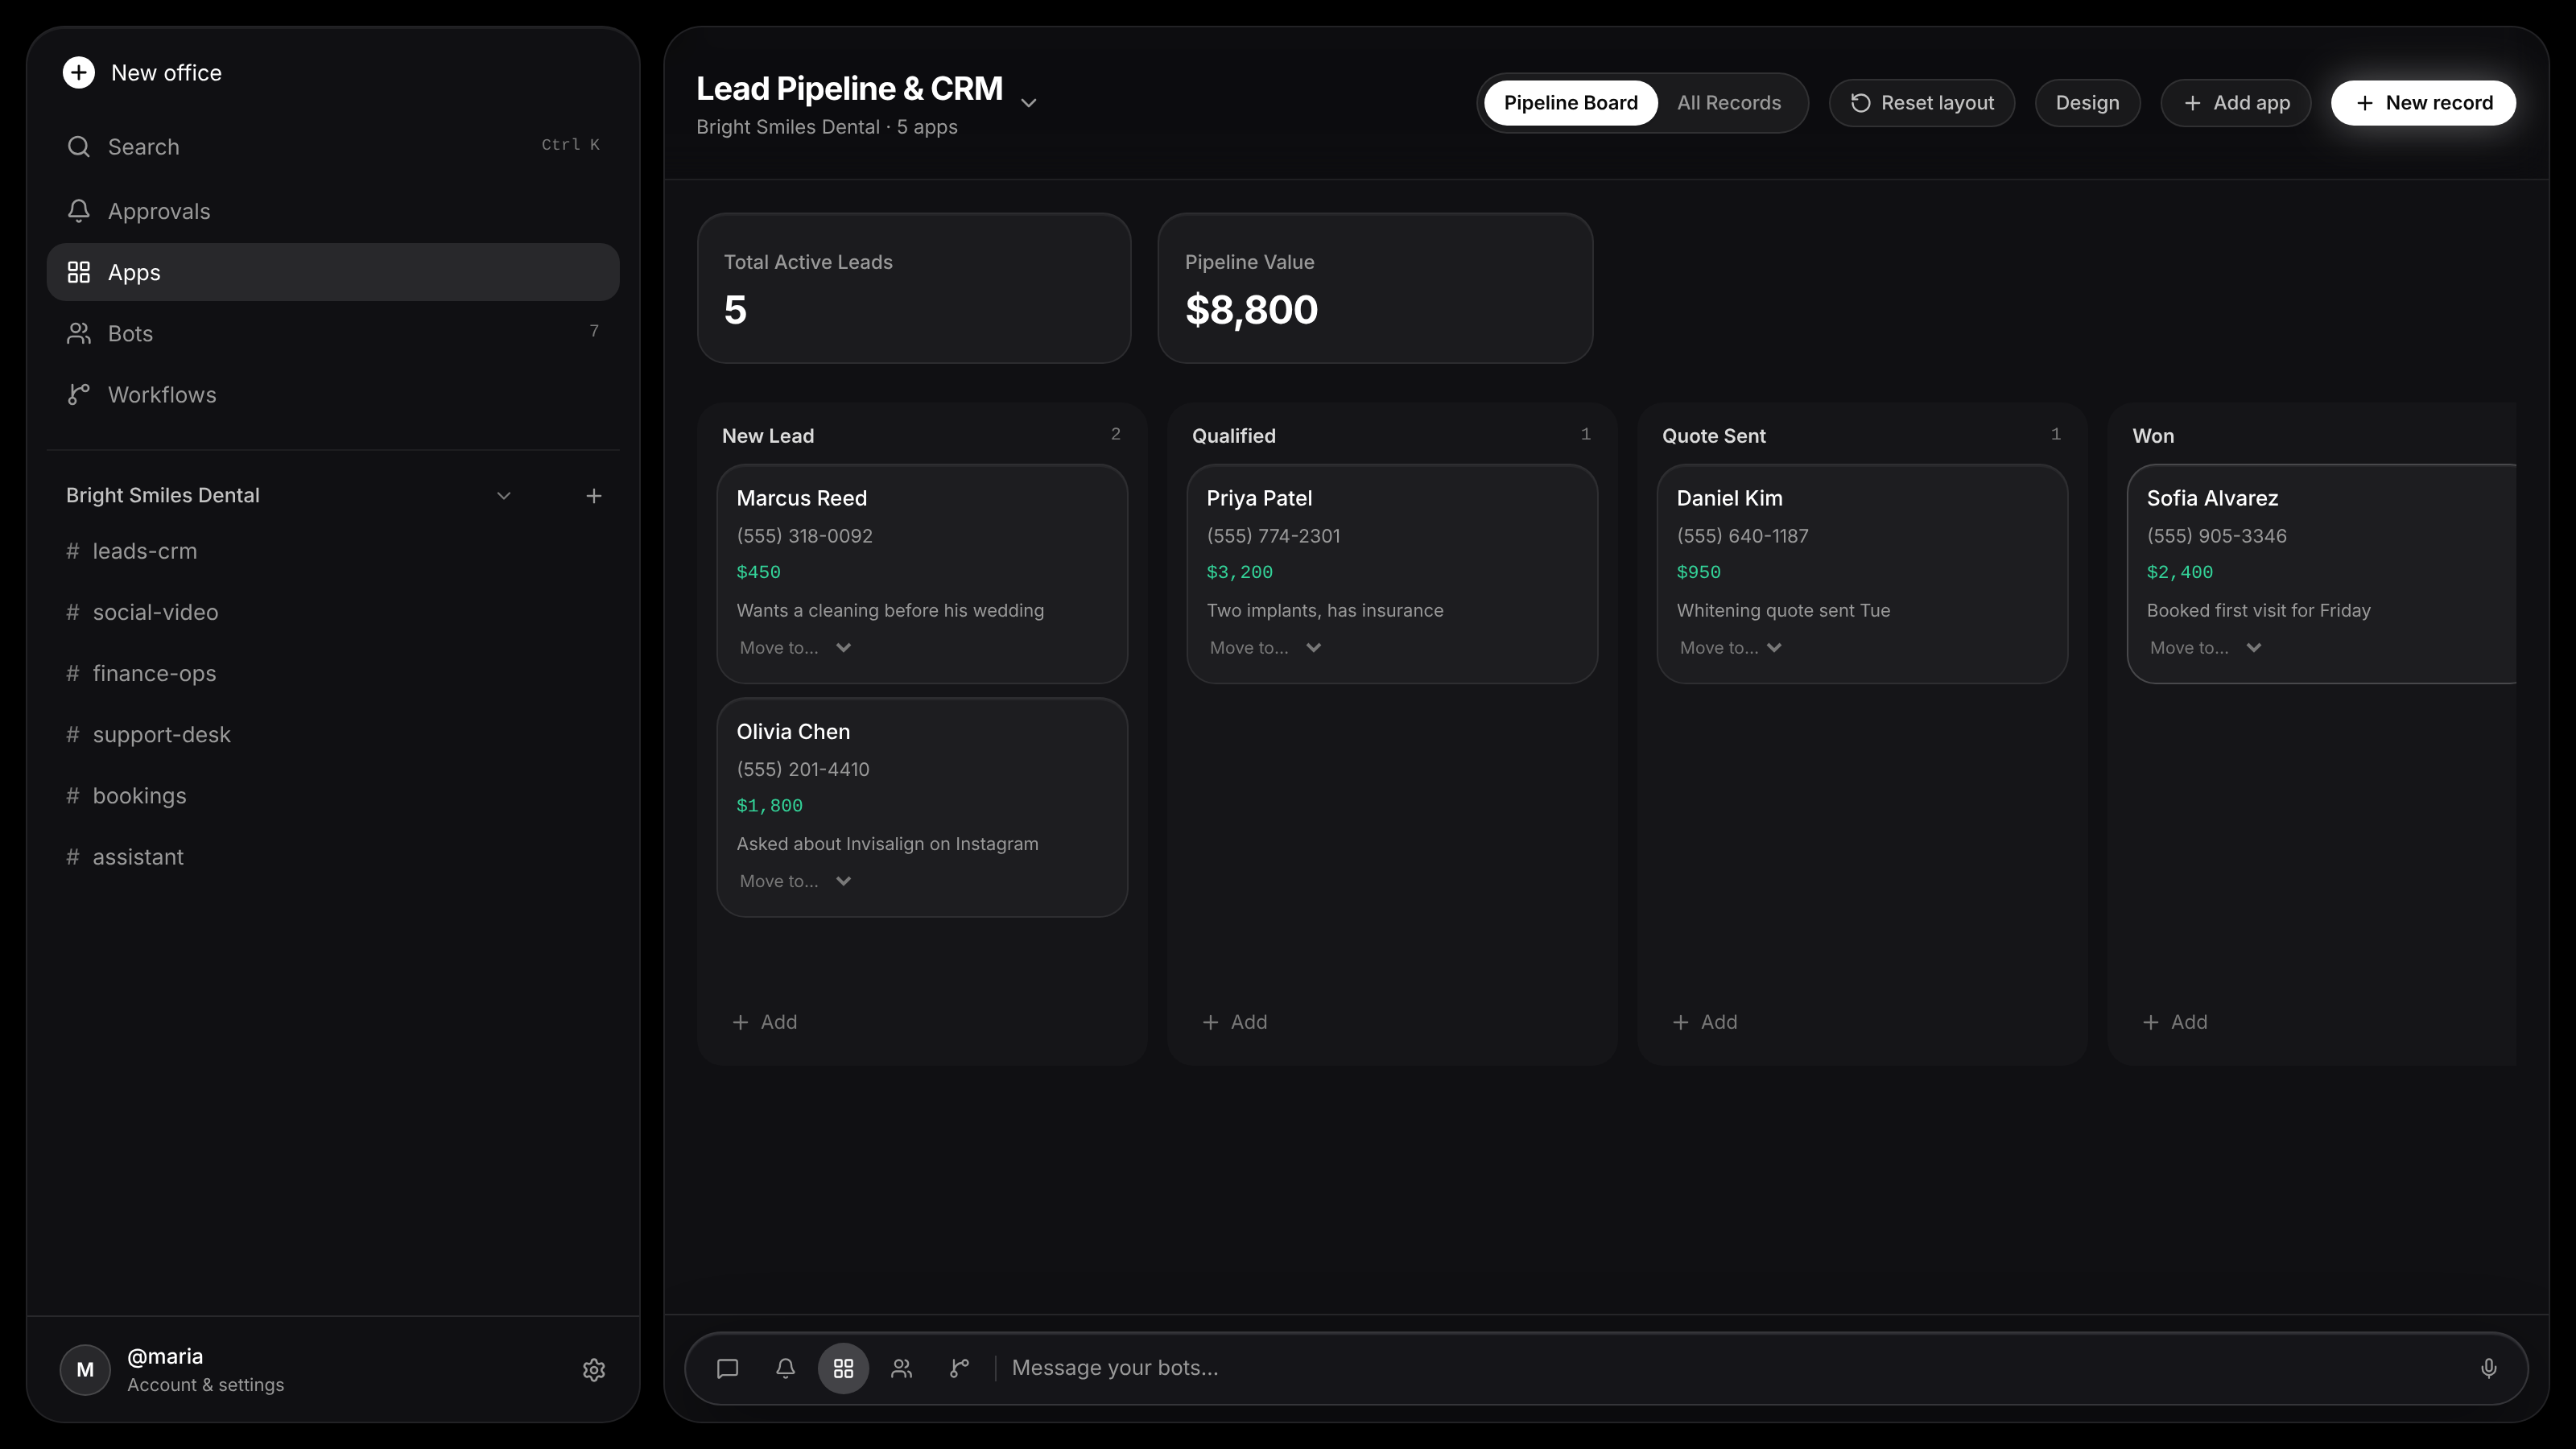 New office
Search Ctrl K
Approvals
Apps
Bots 7
Workflows
Bright Smiles Dental
# leads-crm
# social-video
# finance-ops
# support-desk
# bookings
# assistant
M
@maria
Account & settings
Lead Pipeline & CRM
Bright Smiles Dental · 5 apps
Pipeline Board
All Records
Reset layout
Design
Add app
New record
Total Active Leads
5
Pipeline Value
$8,800
New Lead 2
Marcus Reed
(555) 318-0092
$450
Wants a cleaning before his wedding
Move to...
Olivia Chen
(555) 201-4410
$1,800
Asked about Invisalign on Instagram
Move to...
Add
Qualified 1
Priya Patel
(555) 774-2301
$3,200
Two implants, has insurance
Move to...
Add
Quote Sent 1
Daniel Kim
(555) 640-1187
$950
Whitening quote sent Tue
Move to...
Add
Won
Sofia Alvarez
(555) 905-3346
$2,400
Booked first visit for Friday
Move to...
Add
Message your bots...